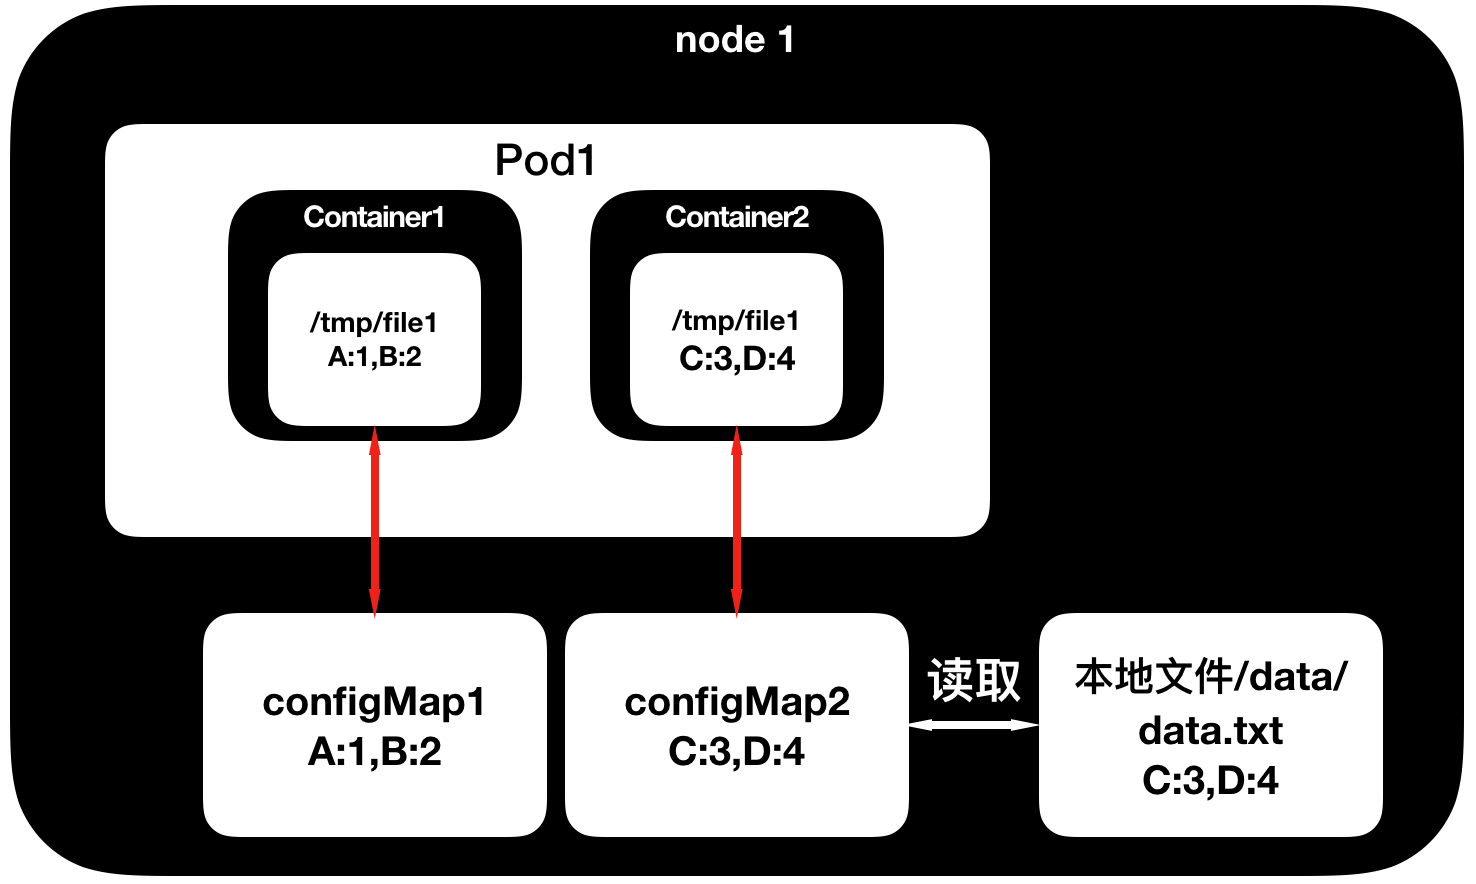 node 1
Pod1
Container1
/tmp/file1
A:1,B:2
Container2
/tmp/file1
C:3,D:4
configMap1
A:1,B:2
configMap2
C:3,D:4
读取
本地文件/data/
data.txt
C:3,D:4